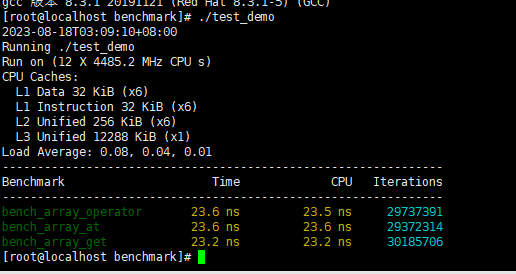 gcc 版本 8.3.1 20191121 (Red Hat 8.3.1-5) (GCC)
[root@localhost benchmark]# ./test_demo
2023-08-18T03:09:10+08:00
Running ./test_demo
Run on (12 X 4485.2 MHz CPU s)
CPU Caches:
  L1 Data 32 KiB (x6)
  L1 Instruction 32 KiB (x6)
  L2 Unified 256 KiB (x6)
  L3 Unified 12288 KiB (x1)
Load Average: 0.08, 0.04, 0.01
-------------------------------------------------------------
Benchmark                   Time             CPU   Iterations
-------------------------------------------------------------
bench_array_operator       23.6 ns         23.5 ns     29737391
bench_array_at             23.6 ns         23.6 ns     29372314
bench_array_get            23.2 ns         23.2 ns     30185706
[root@localhost benchmark]#